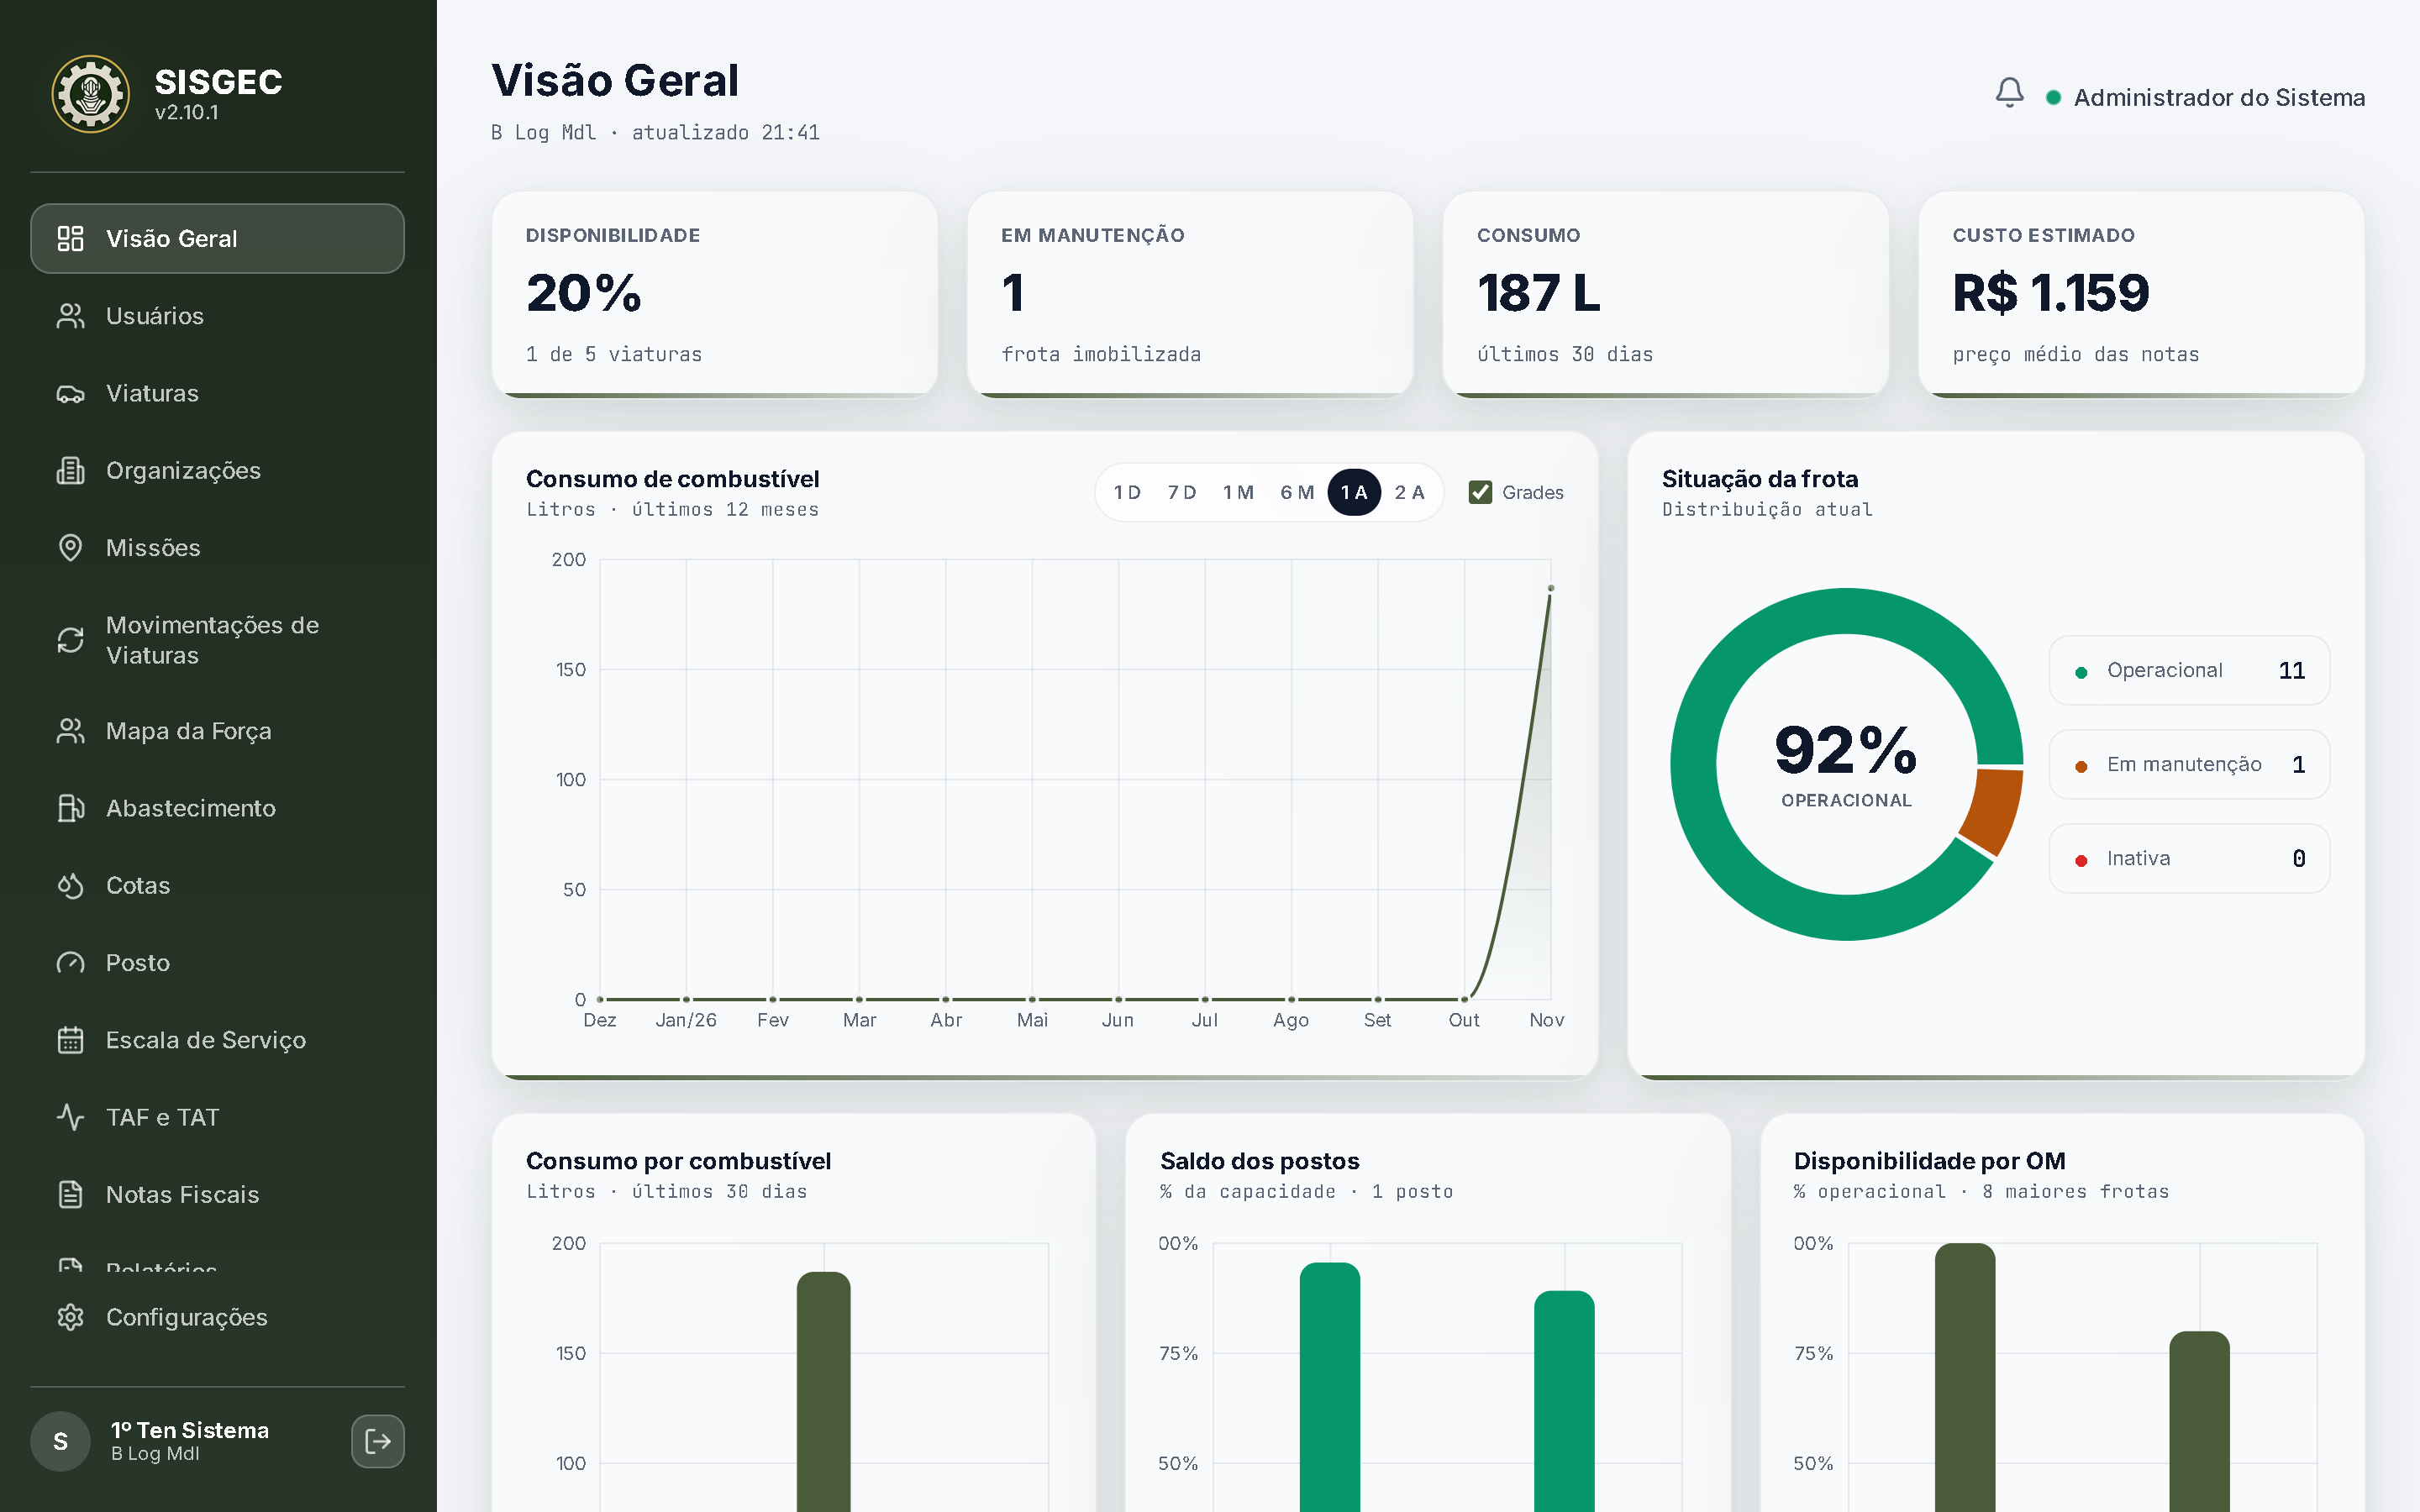 SISGEC
v2.10.1
Visão Geral
Usuários
Viaturas
Organizações
Missões
Movimentações de
Viaturas
Mapa da Força
Abastecimento
Cotas
Posto
Escala de Serviço
TAF e TAT
Notas Fiscais
Relatórios
Configurações
S
1º Ten Sistema
B Log Mdl
Visão Geral
B Log Mdl · atualizado 21:41
Administrador do Sistema
DISPONIBILIDADE
20%
1 de 5 viaturas
EM MANUTENÇÃO
1
frota imobilizada
CONSUMO
187 L
últimos 30 dias
CUSTO ESTIMADO
R$ 1.159
preço médio das notas
Consumo de combustível
Litros · últimos 12 meses
1 D 7 D 1 M 6 M 1 A 2 A
Grades
200
150
100
50
0
Dez Jan/26 Fev Mar Abr Mai Jun Jul Ago Set Out Nov
Situação da frota
Distribuição atual
92%
OPERACIONAL
Operacional 11
Em manutenção 1
Inativa 0
Consumo por combustível
Litros · últimos 30 dias
200
150
100
Saldo dos postos
% da capacidade · 1 posto
00%
75%
50%
Disponibilidade por OM
% operacional · 8 maiores frotas
00%
75%
50%